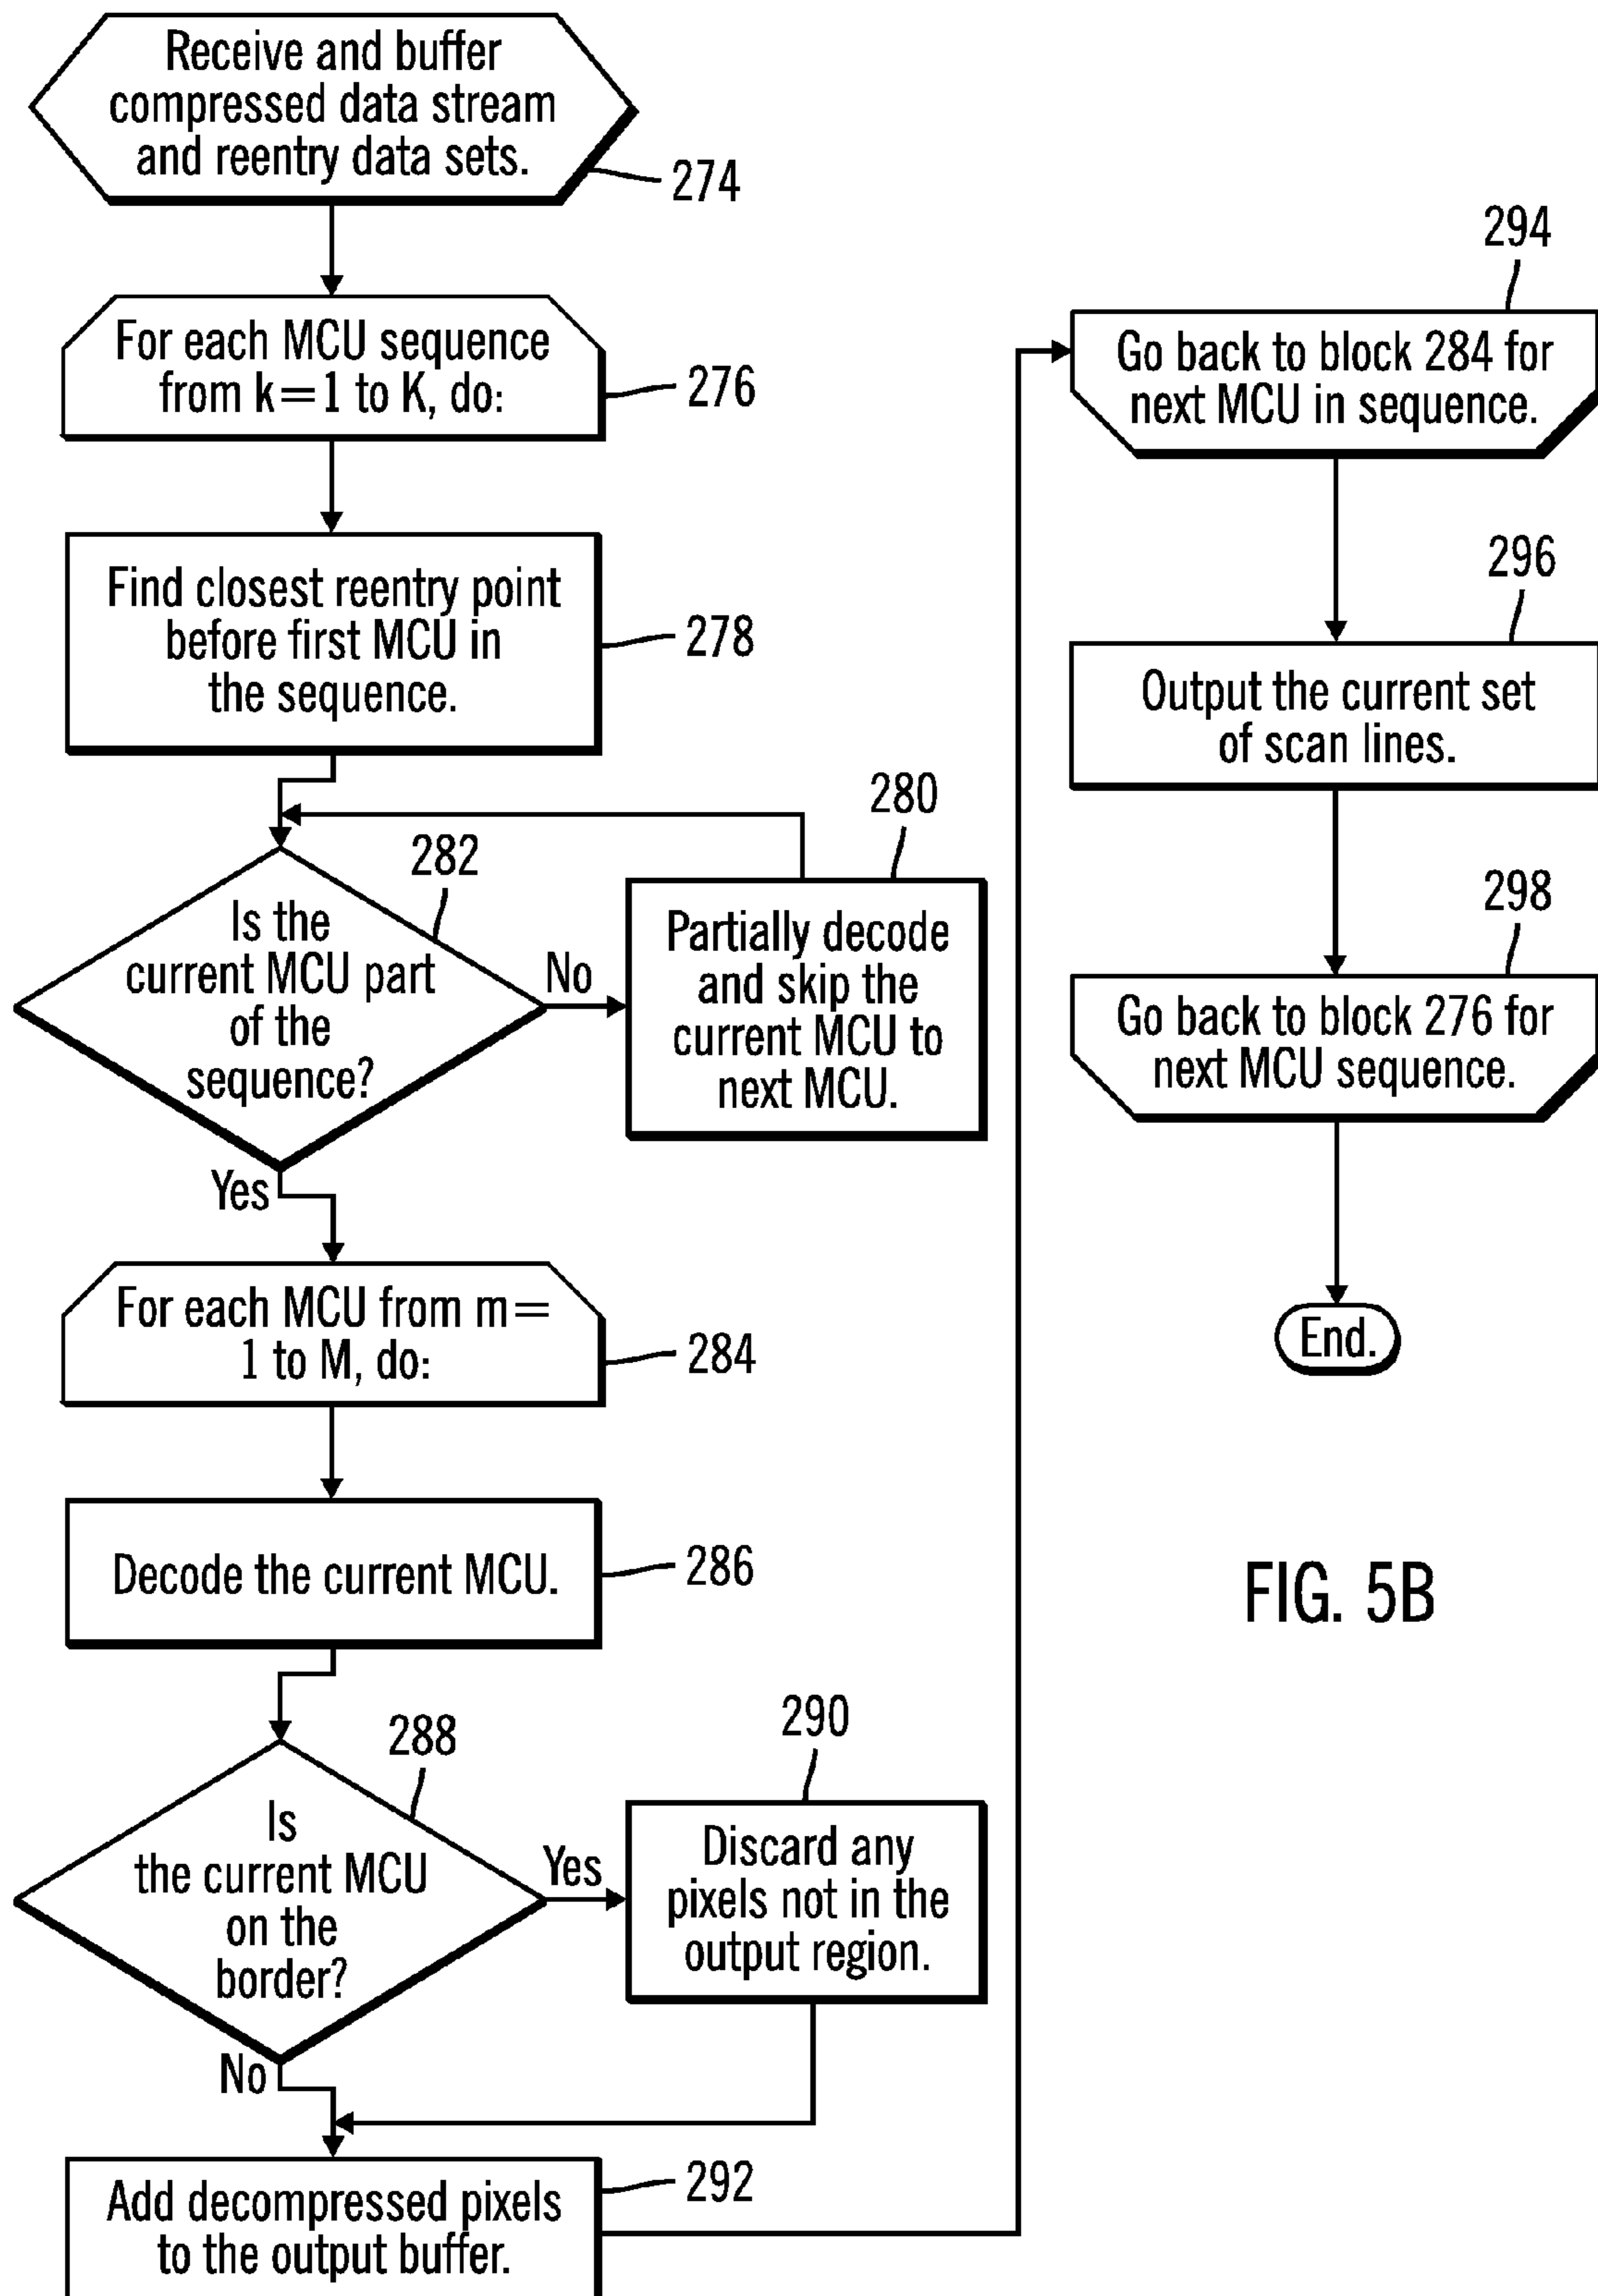 Receive and buffer
compressed data stream
and reentry data sets.
274
For each MCU sequence
from k=1 to K, do:
276
Find closest reentry point
before first MCU in
the sequence.
278
280
282
Is the
current MCU part
of the
sequence?
No
Yes
Partially decode
and skip the
current MCU to
next MCU.
For each MCU from m=
1 to M, do:
284
Decode the current MCU.
286
288
Is
the current MCU
on the
border?
Yes
No
290
Discard any
pixels not in the
output region.
Add decompressed pixels
to the output buffer.
292
294
Go back to block 284 for
next MCU in sequence.
296
Output the current set
of scan lines.
298
Go back to block 276 for
next MCU sequence.
End.
FIG. 5B